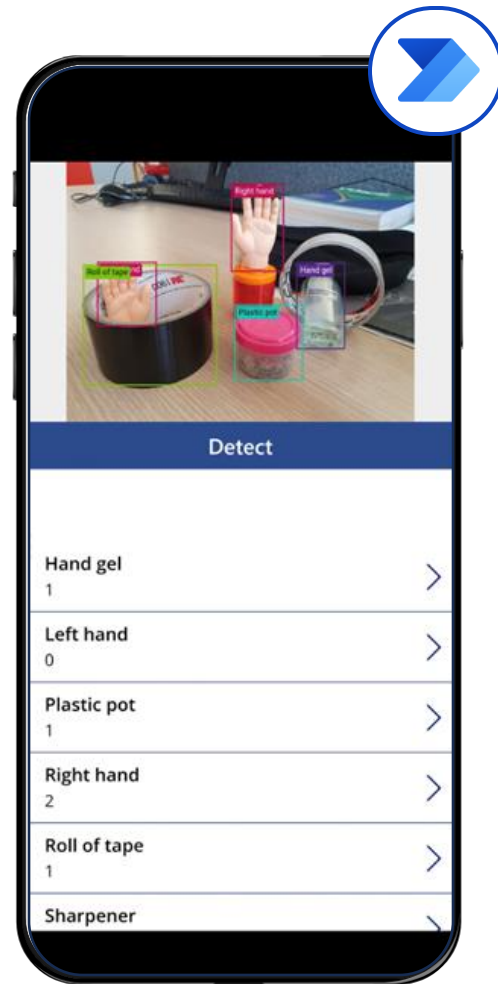 Right hand
Roll of tape
nd
Hand gel
Plastic pot
Detect
Hand gel
1
Left hand
0
Plastic pot
1
Right hand
2
Roll of tape
1
Sharpener